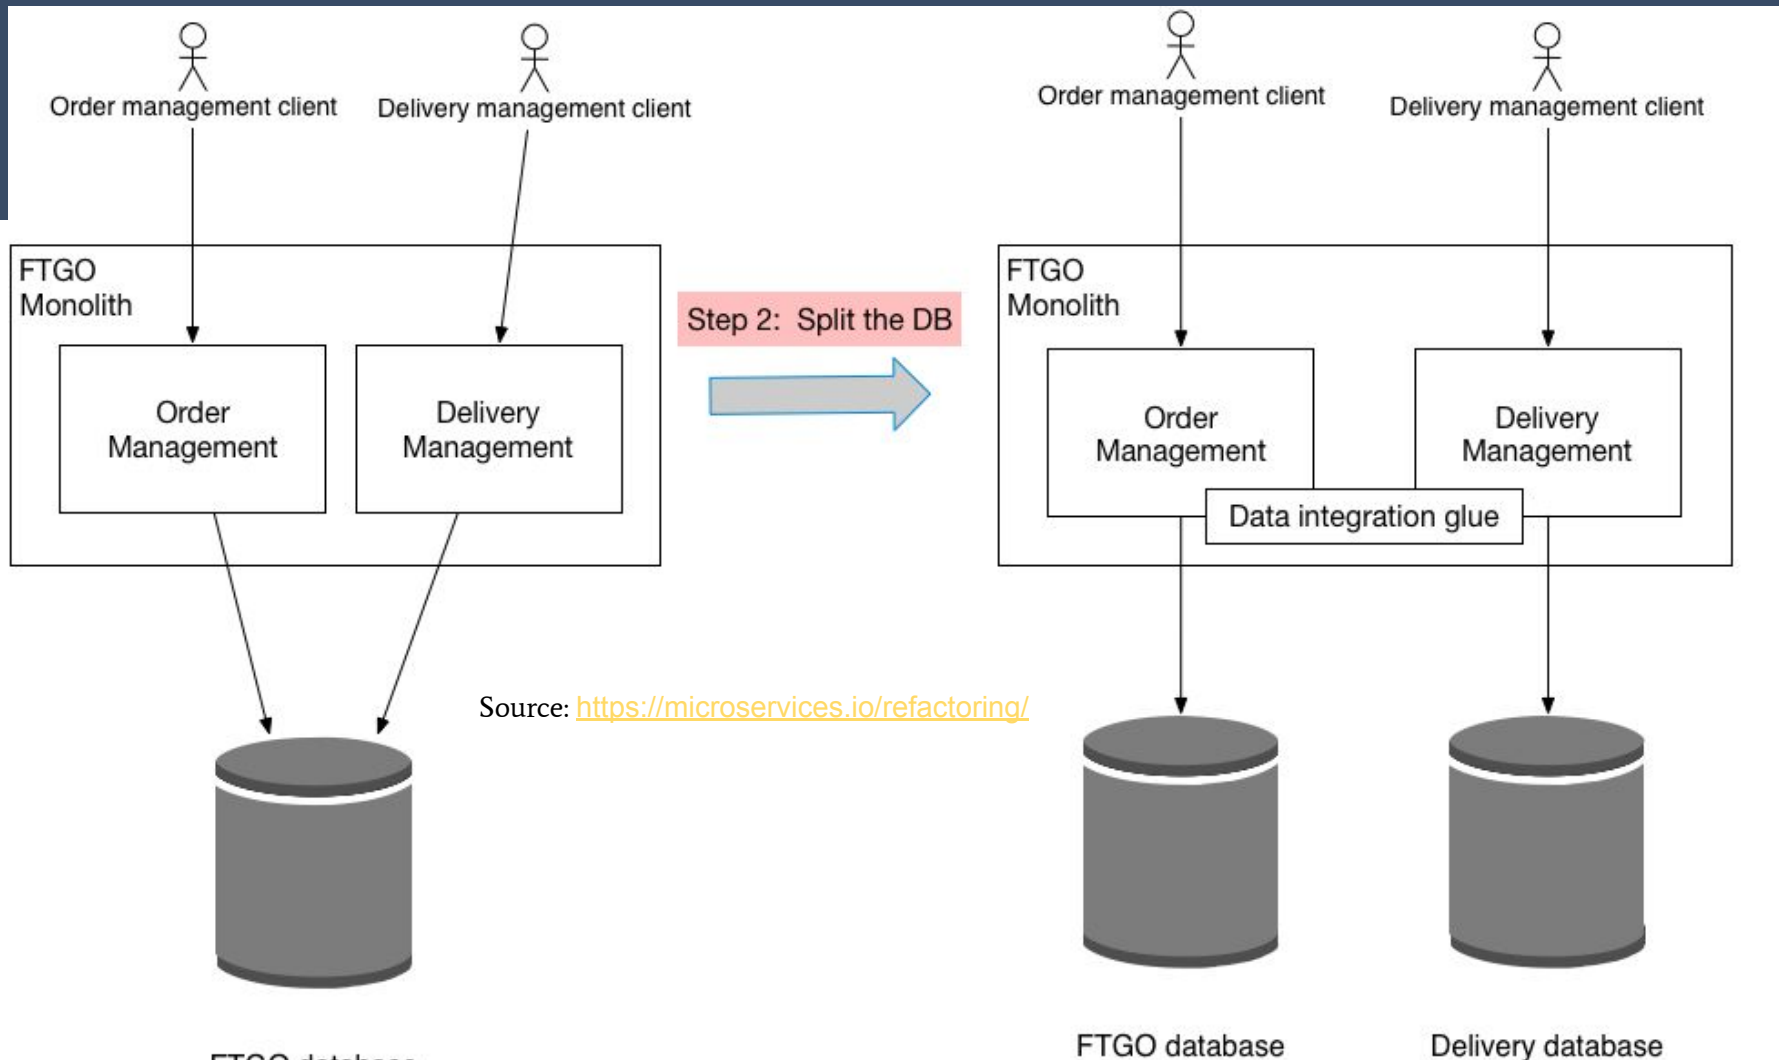 Order management client
Delivery management client
FTGO
Monolith
Order
Management
Delivery
Management
Step 2: Split the DB
Order management client
Delivery management client
FTGO
Monolith
Order
Management
Delivery
Management
Data integration glue
Source: https://microservices.io/refactoring/
FTGO database
FTGO database
Delivery database